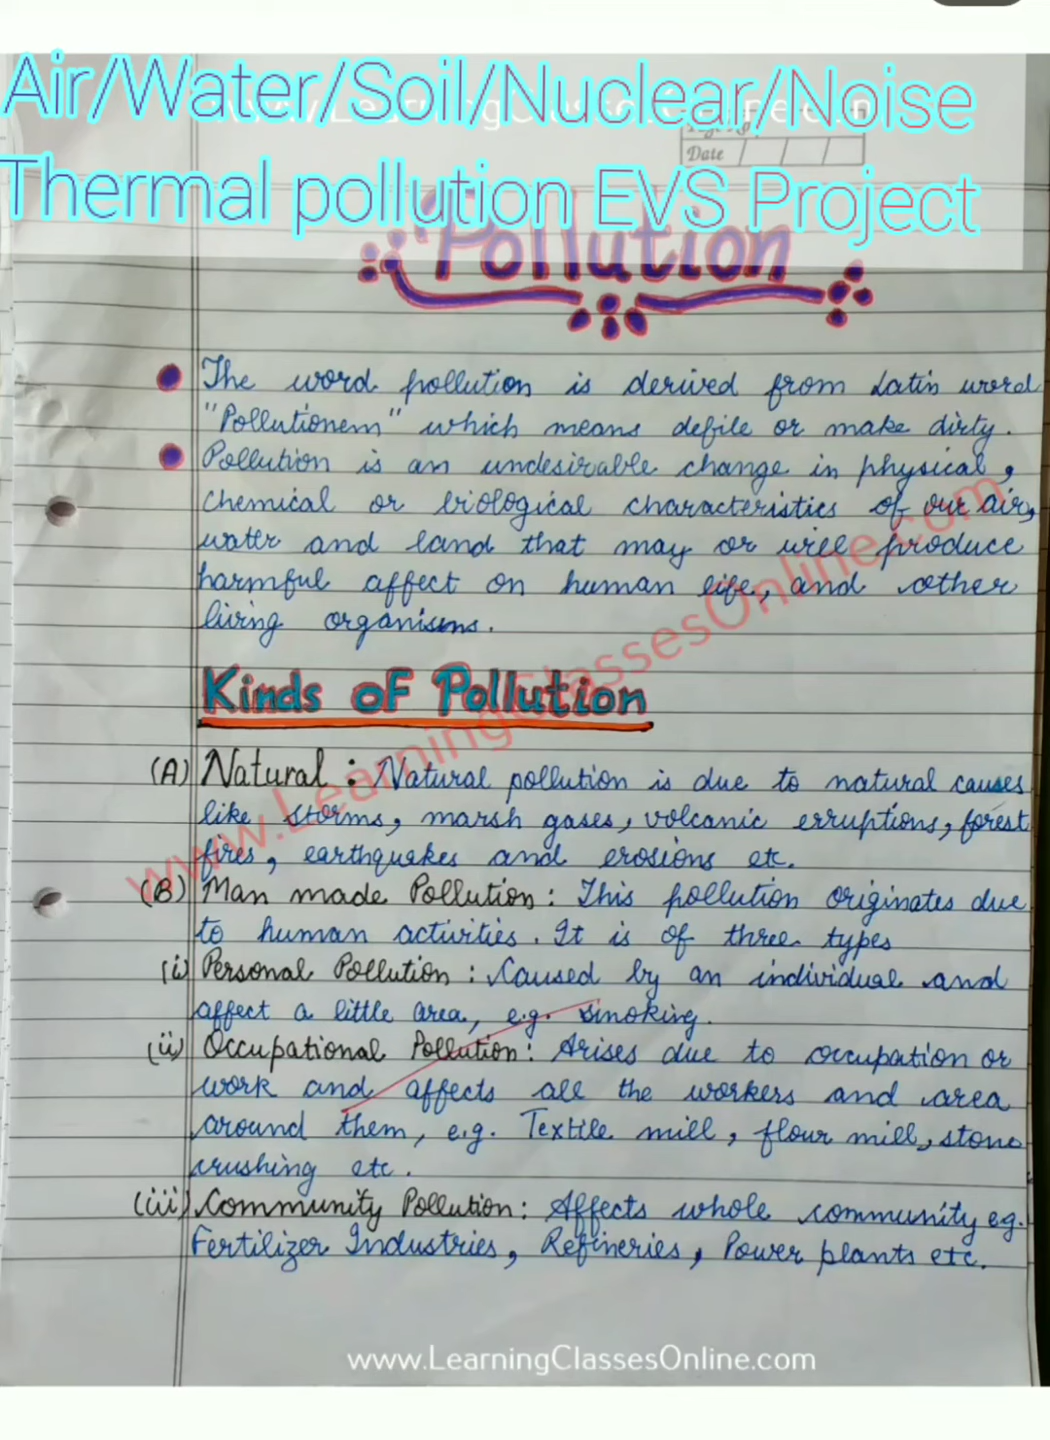 Air/Water/Soil/Nuclear/Noise
Thermal pollution EVS Project
Date
"Pollution
The word pollution is derived from Latin word
"Pollutionem" which means defile or make dirty.
Pollution is an undesirable change in physical,
chemical or biological characteristics of our air,
water and land that may or will produce
harmful affect on human life, and other
living organisms.
Kinds of Pollution
(A) Natural : Natural pollution is due to natural causes
like storms, marsh gases, volcanic erruptions, forest
fires, earthquakes and erosions etc.
(B) Man made Pollution : This pollution originates due
to human activities. It is of three types
(i) Personal Pollution : Caused by an individual and
affect a little area, e.g. smoking.
(ii) Occupational Pollution : Arises due to occupation or
work and affects all the workers and area
around them, e.g. Textile mill, flour mill, stone
crushing etc.
(iii) Community Pollution : Affects whole community eg.
Fertilizer Industries, Refineries, Power plants etc.
www.LearningClassesOnline.com
www.LearningClassesOnline.com